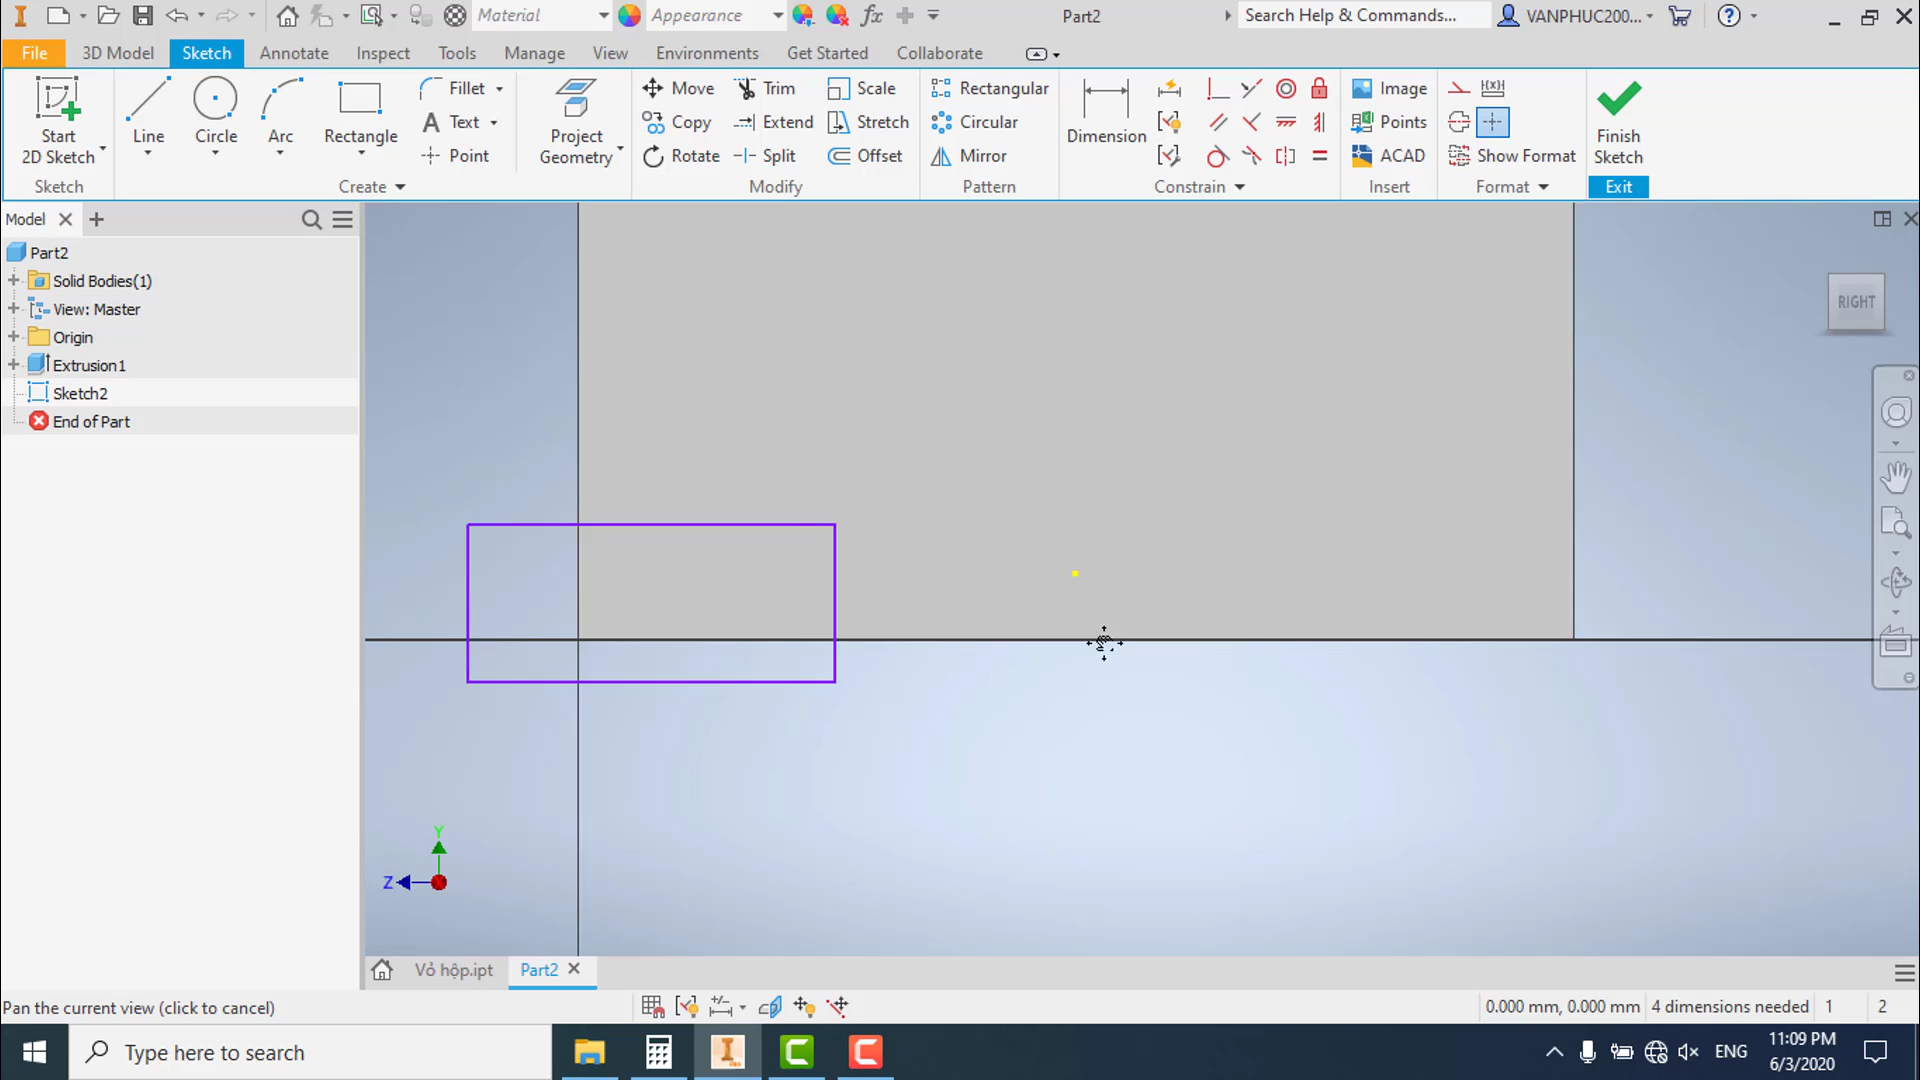 Material
Appearance
fx
Part2
Search Help & Commands...
VANPHUC200...
File
3D Model
Sketch
Annotate
Inspect
Tools
Manage
View
Environments
Get Started
Collaborate
Start
2D Sketch
Line
Circle
Arc
Rectangle
Fillet
Text
Point
Project
Geometry
Move
Copy
Rotate
Trim
Extend
Split
Scale
Stretch
Offset
Rectangular
Circular
Mirror
Dimension
Image
Points
ACAD
Show Format
Finish
Sketch
Sketch
Create
Modify
Pattern
Constrain
Insert
Format
Exit
Model
Part2
Solid Bodies(1)
View: Master
Origin
Extrusion1
Sketch2
End of Part
RIGHT
Y
Z
Vỏ hộp.ipt
Part2
Pan the current view (click to cancel)
0.000 mm, 0.000 mm
4 dimensions needed
1
2
Type here to search
ENG
11:09 PM
6/3/2020